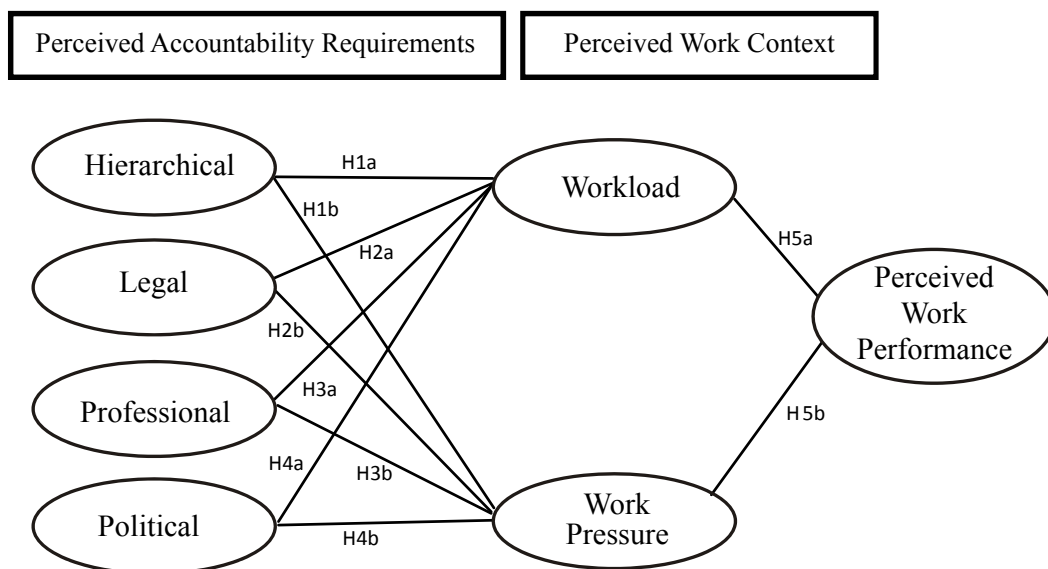 Perceived Accountability Requirements
Perceived Work Context
Hierarchical
H1a
Workload
H1b
H2a
H5a
Legal
Perceived
Work
Performance
H2b
H3a
Professional
H5b
H4a
H3b
Political
H4b
Work
Pressure